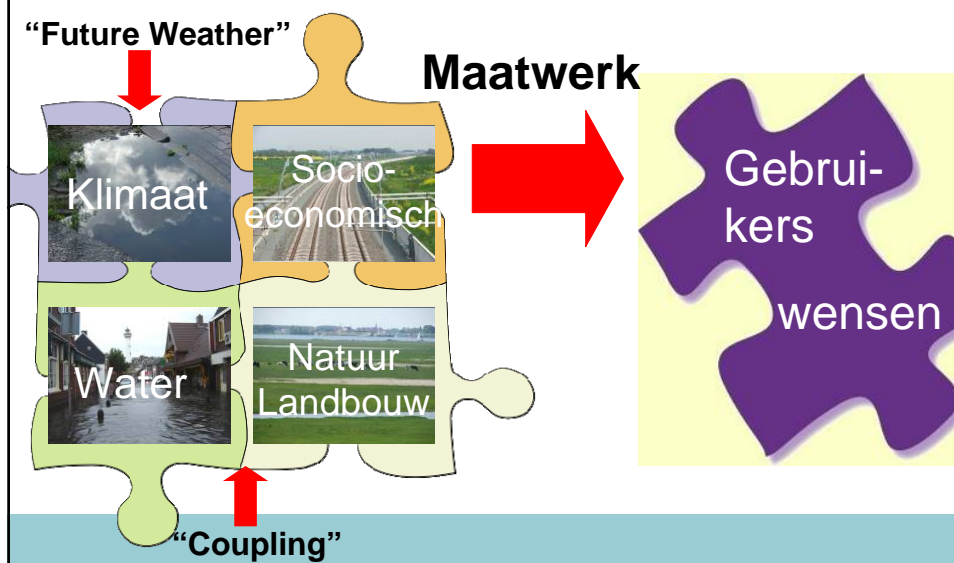 “Future Weather”
Maatwerk
Klimaat
Socio-
economisch
Gebrui-
kers
wensen
Water
Natuur
Landbouw
“Coupling”